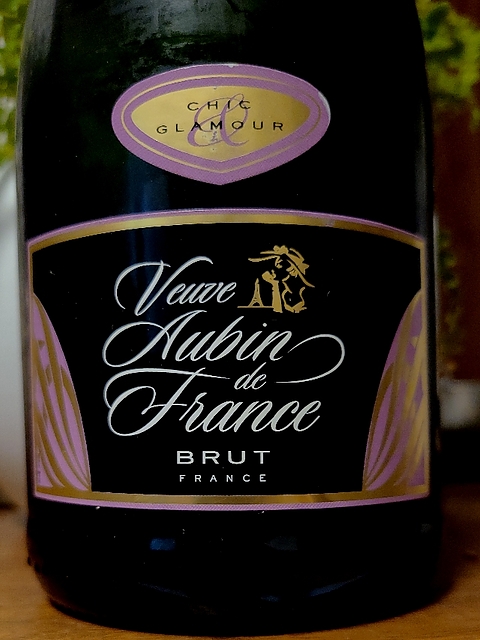 CHIC
&
GLAMOUR
Veuve
Aubin
de
France
BRUT
FRANCE